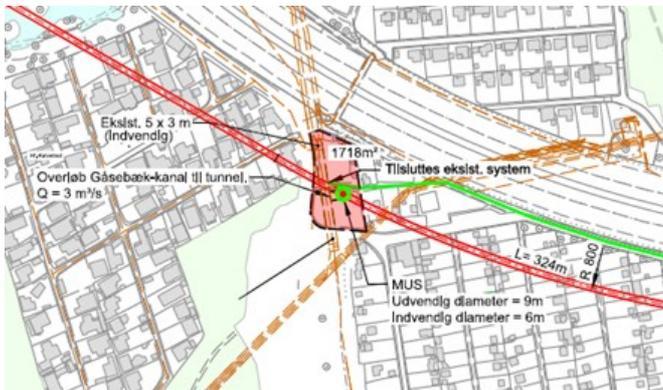 Eksist. 5 x 3 m
(Indvendig)
1718m²
Tilsluttes eksist. system
Overløb Gåsebæk-kanal til tunnel,
Q = 3 m³/s
L= 324m
R 800
MUS
Udvendig diameter = 9m
Indvendig diameter = 6m